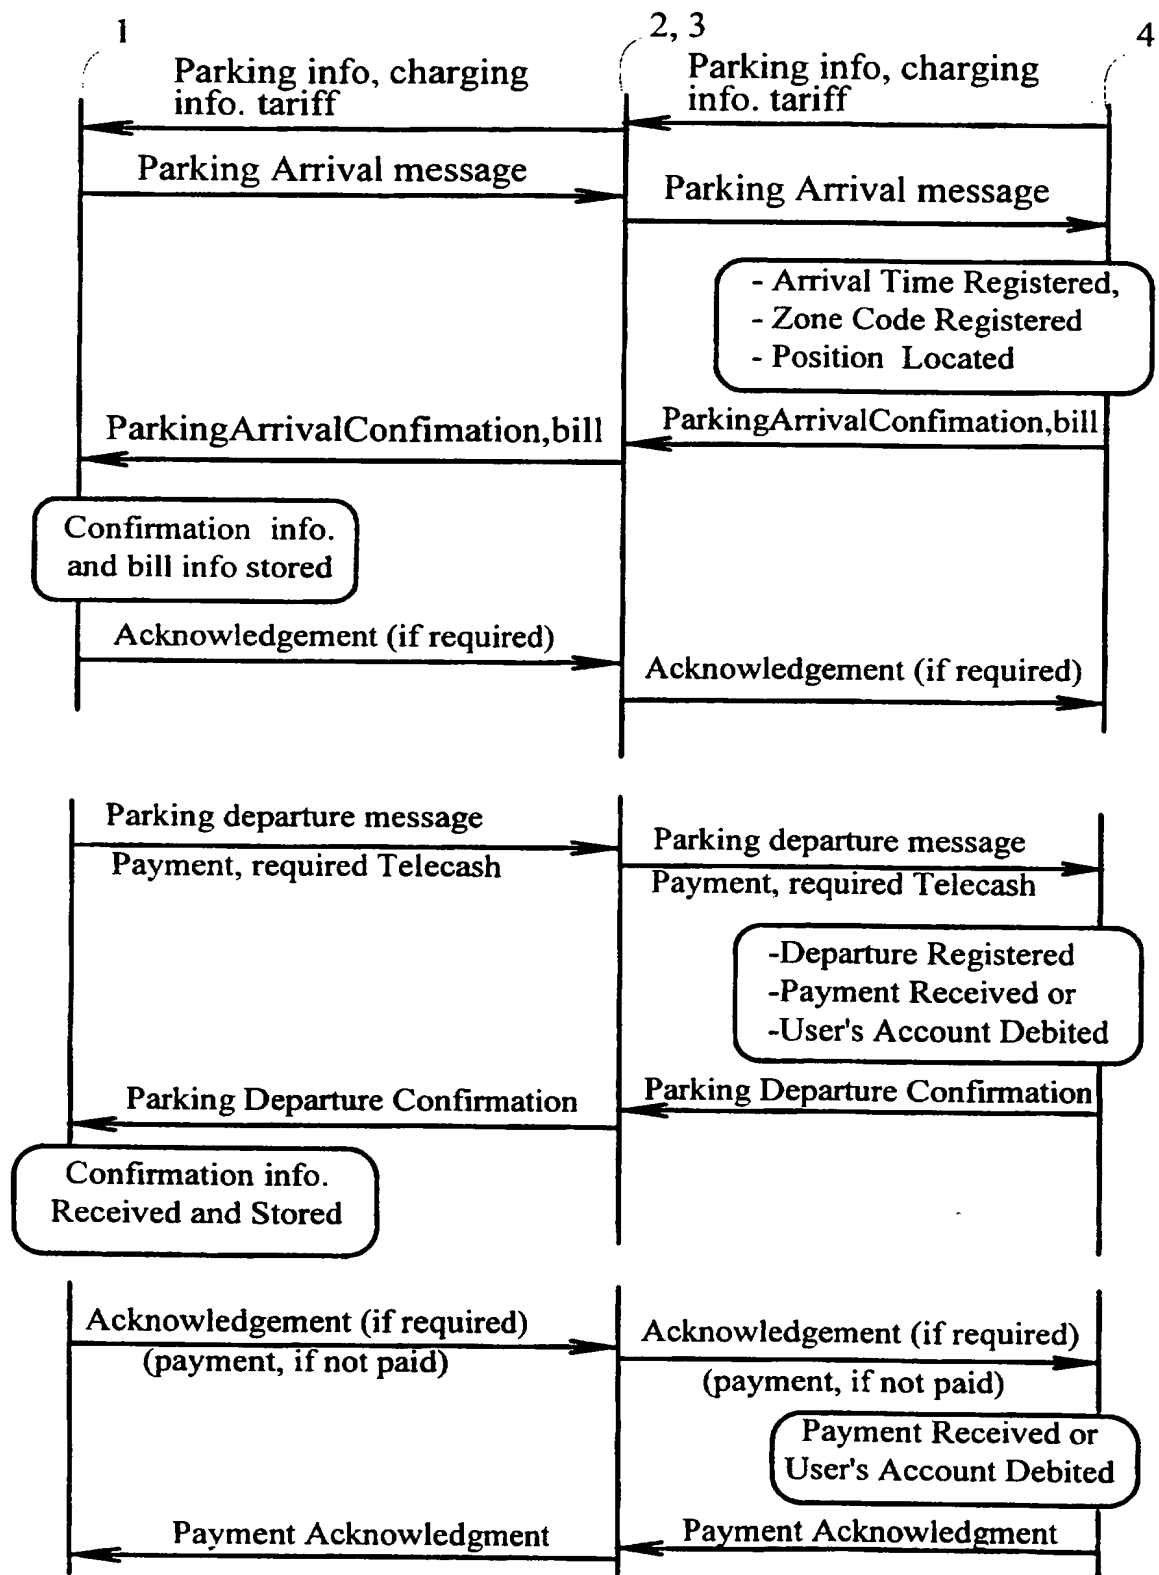 1
2, 3
4
Parking info, charging
info. tariff
Parking info, charging
info. tariff
Parking Arrival message
Parking Arrival message
- Arrival Time Registered,
- Zone Code Registered
- Position Located
ParkingArrivalConfimation,bill
ParkingArrivalConfimation,bill
Confirmation info.
and bill info stored
Acknowledgement (if required)
Acknowledgement (if required)
Parking departure message
Payment, required Telecash
Parking departure message
Payment, required Telecash
-Departure Registered
-Payment Received or
-User's Account Debited
Parking Departure Confirmation
Parking Departure Confirmation
Confirmation info.
Received and Stored
Acknowledgement (if required)
(payment, if not paid)
Acknowledgement (if required)
(payment, if not paid)
Payment Received or
User's Account Debited
Payment Acknowledgment
Payment Acknowledgment